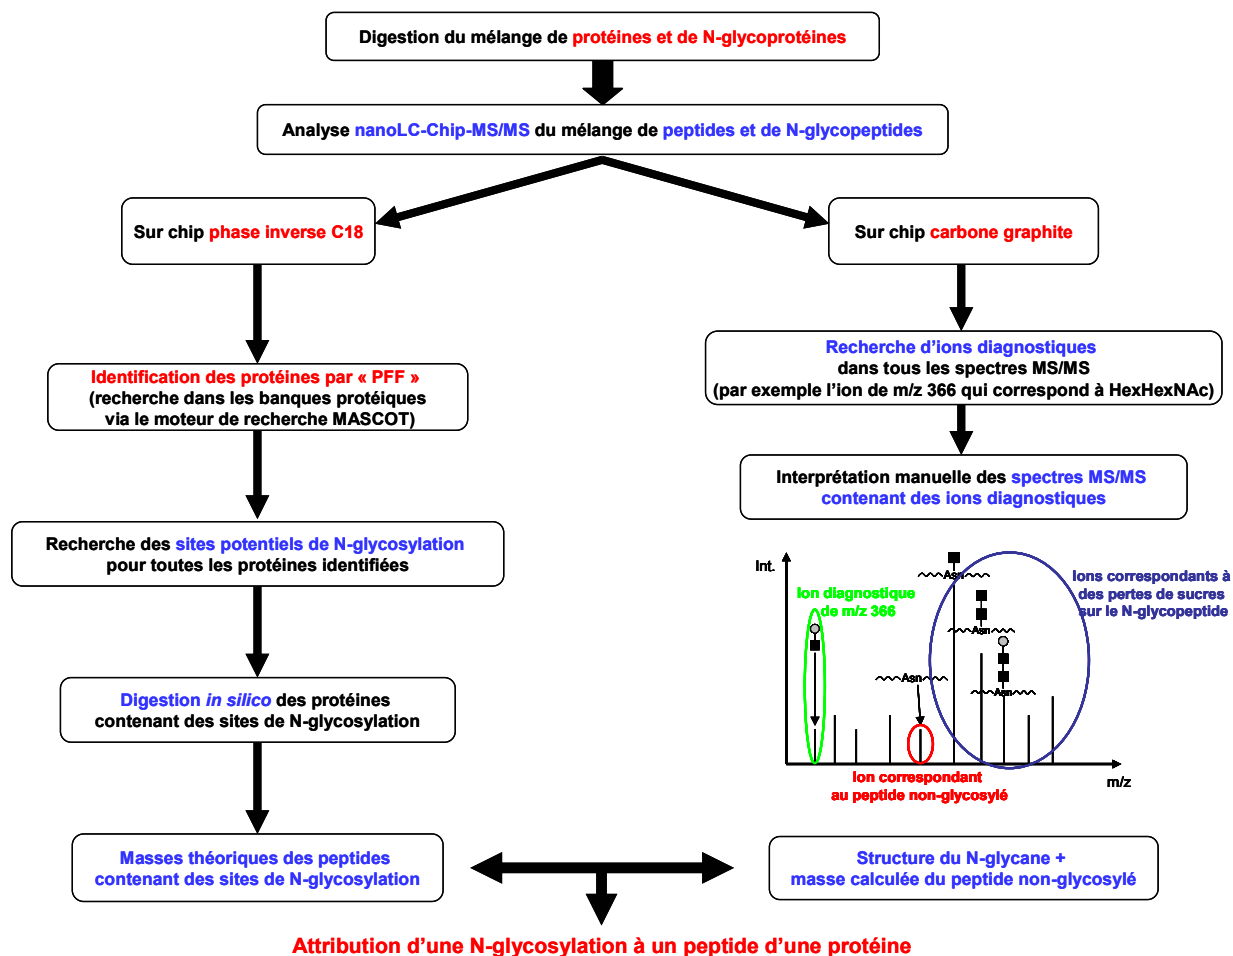 Digestion du mélange de protéines et de N-glycoprotéines
Analyse nanoLC-Chip-MS/MS du mélange de peptides et de N-glycopeptides
Sur chip phase inverse C18
Sur chip carbone graphite
Identification des protéines par « PFF »
(recherche dans les banques protéiques
via le moteur de recherche MASCOT)
Recherche d'ions diagnostiques
dans tous les spectres MS/MS
(par exemple l'ion de m/z 366 qui correspond à HexHexNAc)
Interprétation manuelle des spectres MS/MS
contenant des ions diagnostiques
Recherche des sites potentiels de N-glycosylation
pour toutes les protéines identifiées
Int.
Ion diagnostique
de m/z 366
Asn
Asn
Asn
Asn
Ions correspondants à
des pertes de sucres
sur le N-glycopeptide
m/z
Ion correspondant
au peptide non-glycosylé
Digestion in silico des protéines
contenant des sites de N-glycosylation
Masses théoriques des peptides
contenant des sites de N-glycosylation
Structure du N-glycane +
masse calculée du peptide non-glycosylé
Attribution d'une N-glycosylation à un peptide d'une protéine